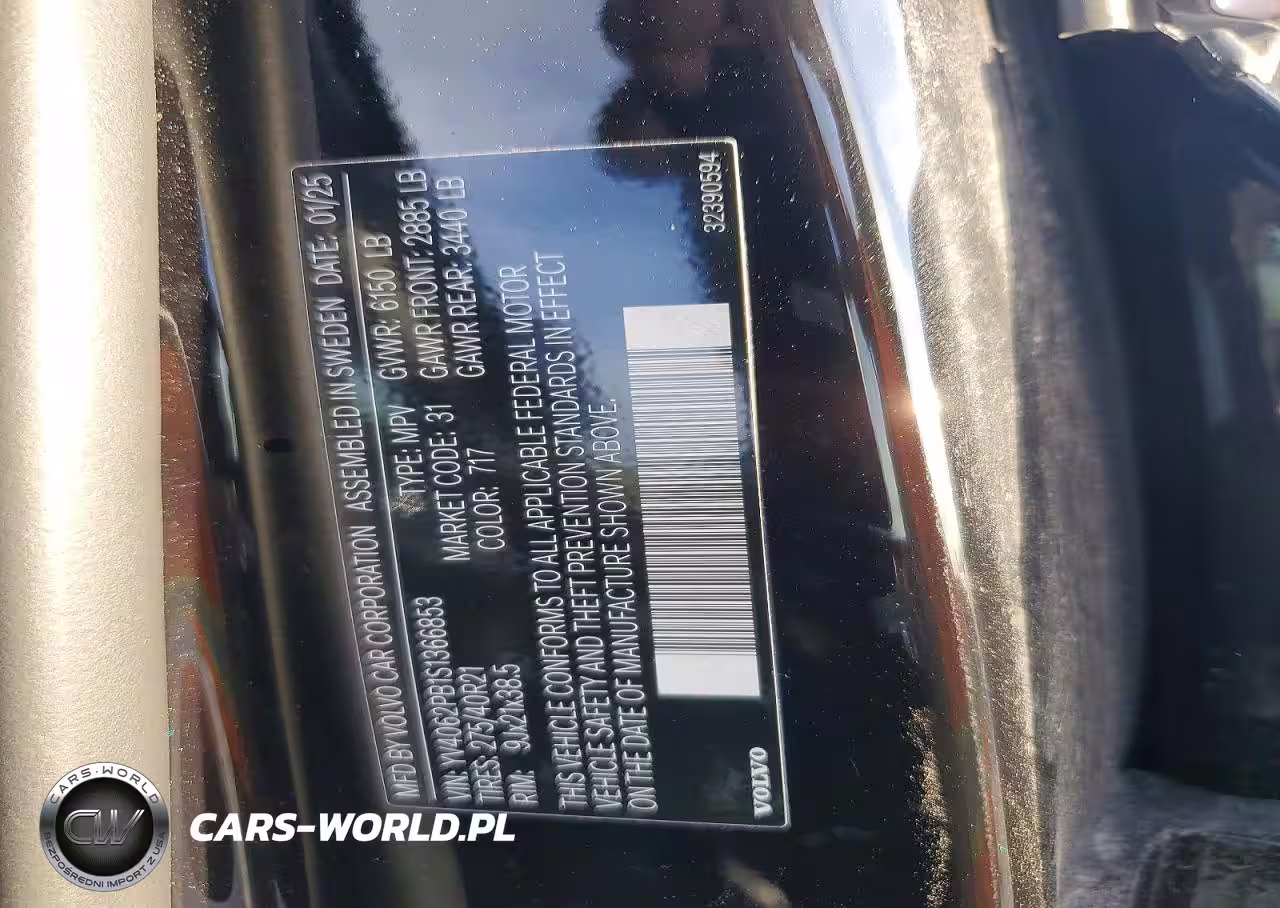 MFD BY VOLVO CAR CORPORATION ASSEMBLED IN SWEDEN DATE: 01/25
VIN: YV4062PB1S1366853 TYPE: MPV GVWR: 6150 LB
TIRES: 275/40R21 MARKET CODE: 31 GAWR FRONT: 2885 LB
RIM: 9Jx21x38.5 COLOR: 717 GAWR REAR: 3440 LB
THIS VEHICLE CONFORMS TO ALL APPLICABLE FEDERAL MOTOR
VEHICLE SAFETY AND THEFT PREVENTION STANDARDS IN EFFECT
ON THE DATE OF MANUFACTURE SHOWN ABOVE.
VOLVO
32390594
CARS-WORLD
CW
BEZPOŚREDNI IMPORT Z USA
CARS-WORLD.PL